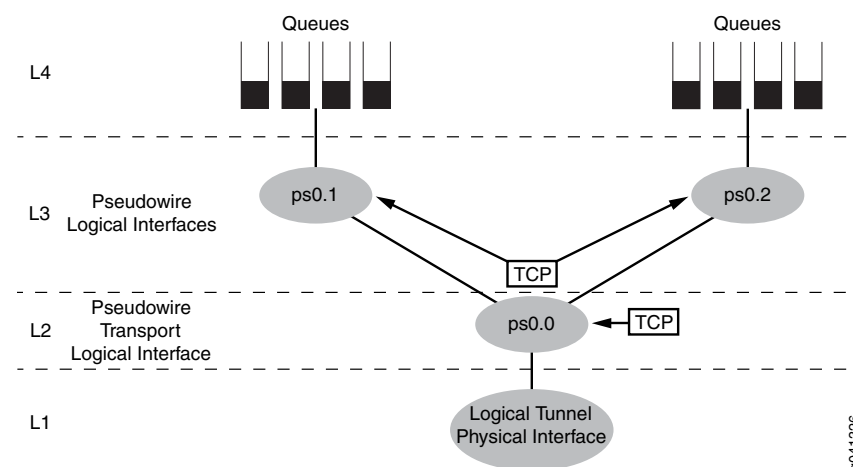 Queues
Queues
L4
ps0.1
ps0.2
L3
Pseudowire
Logical Interfaces
TCP
Pseudowire
L2
Transport
Logical Interface
ps0.0
TCP
L1
Logical Tunnel
Physical Interface